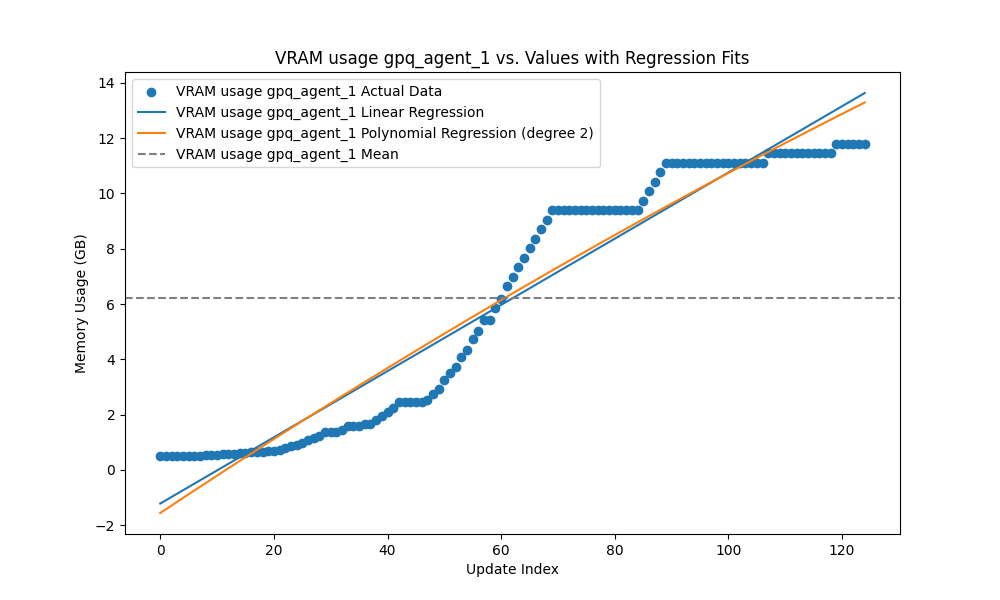 VRAM usage gpq_agent_1 vs. Values with Regression Fits
VRAM usage gpq_agent_1 Actual Data
VRAM usage gpq_agent_1 Linear Regression
VRAM usage gpq_agent_1 Polynomial Regression (degree 2)
VRAM usage gpq_agent_1 Mean
Memory Usage (GB)
14
12
10
8
6
4
2
0
−2
0 20 40 60 80 100 120
Update Index